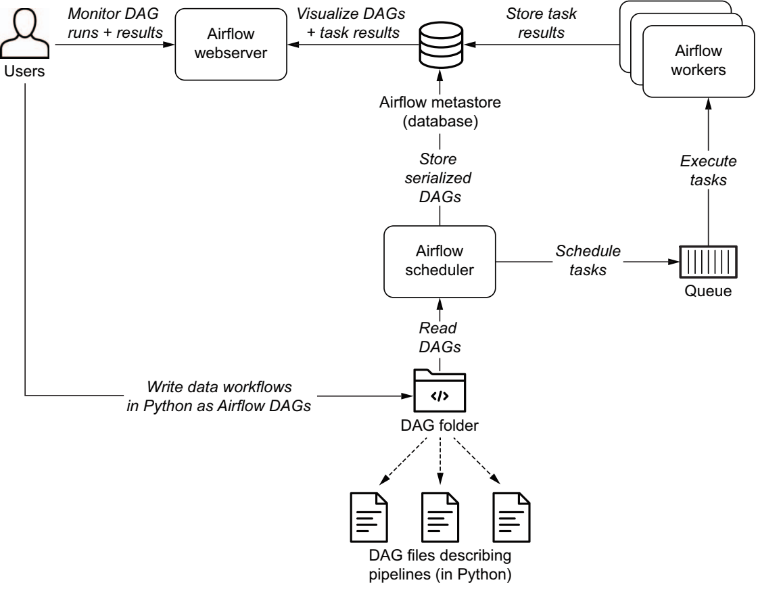 Monitor DAG
runs + results
Users
Airflow
webserver
Visualize DAGs
+ task results
Store task
results
Airflow
workers
Airflow metastore
(database)
Store
serialized
DAGs
Execute
tasks
Airflow
scheduler
Schedule
tasks
Queue
Read
DAGs
Write data workflows
in Python as Airflow DAGs
</>
DAG folder
DAG files describing
pipelines (in Python)